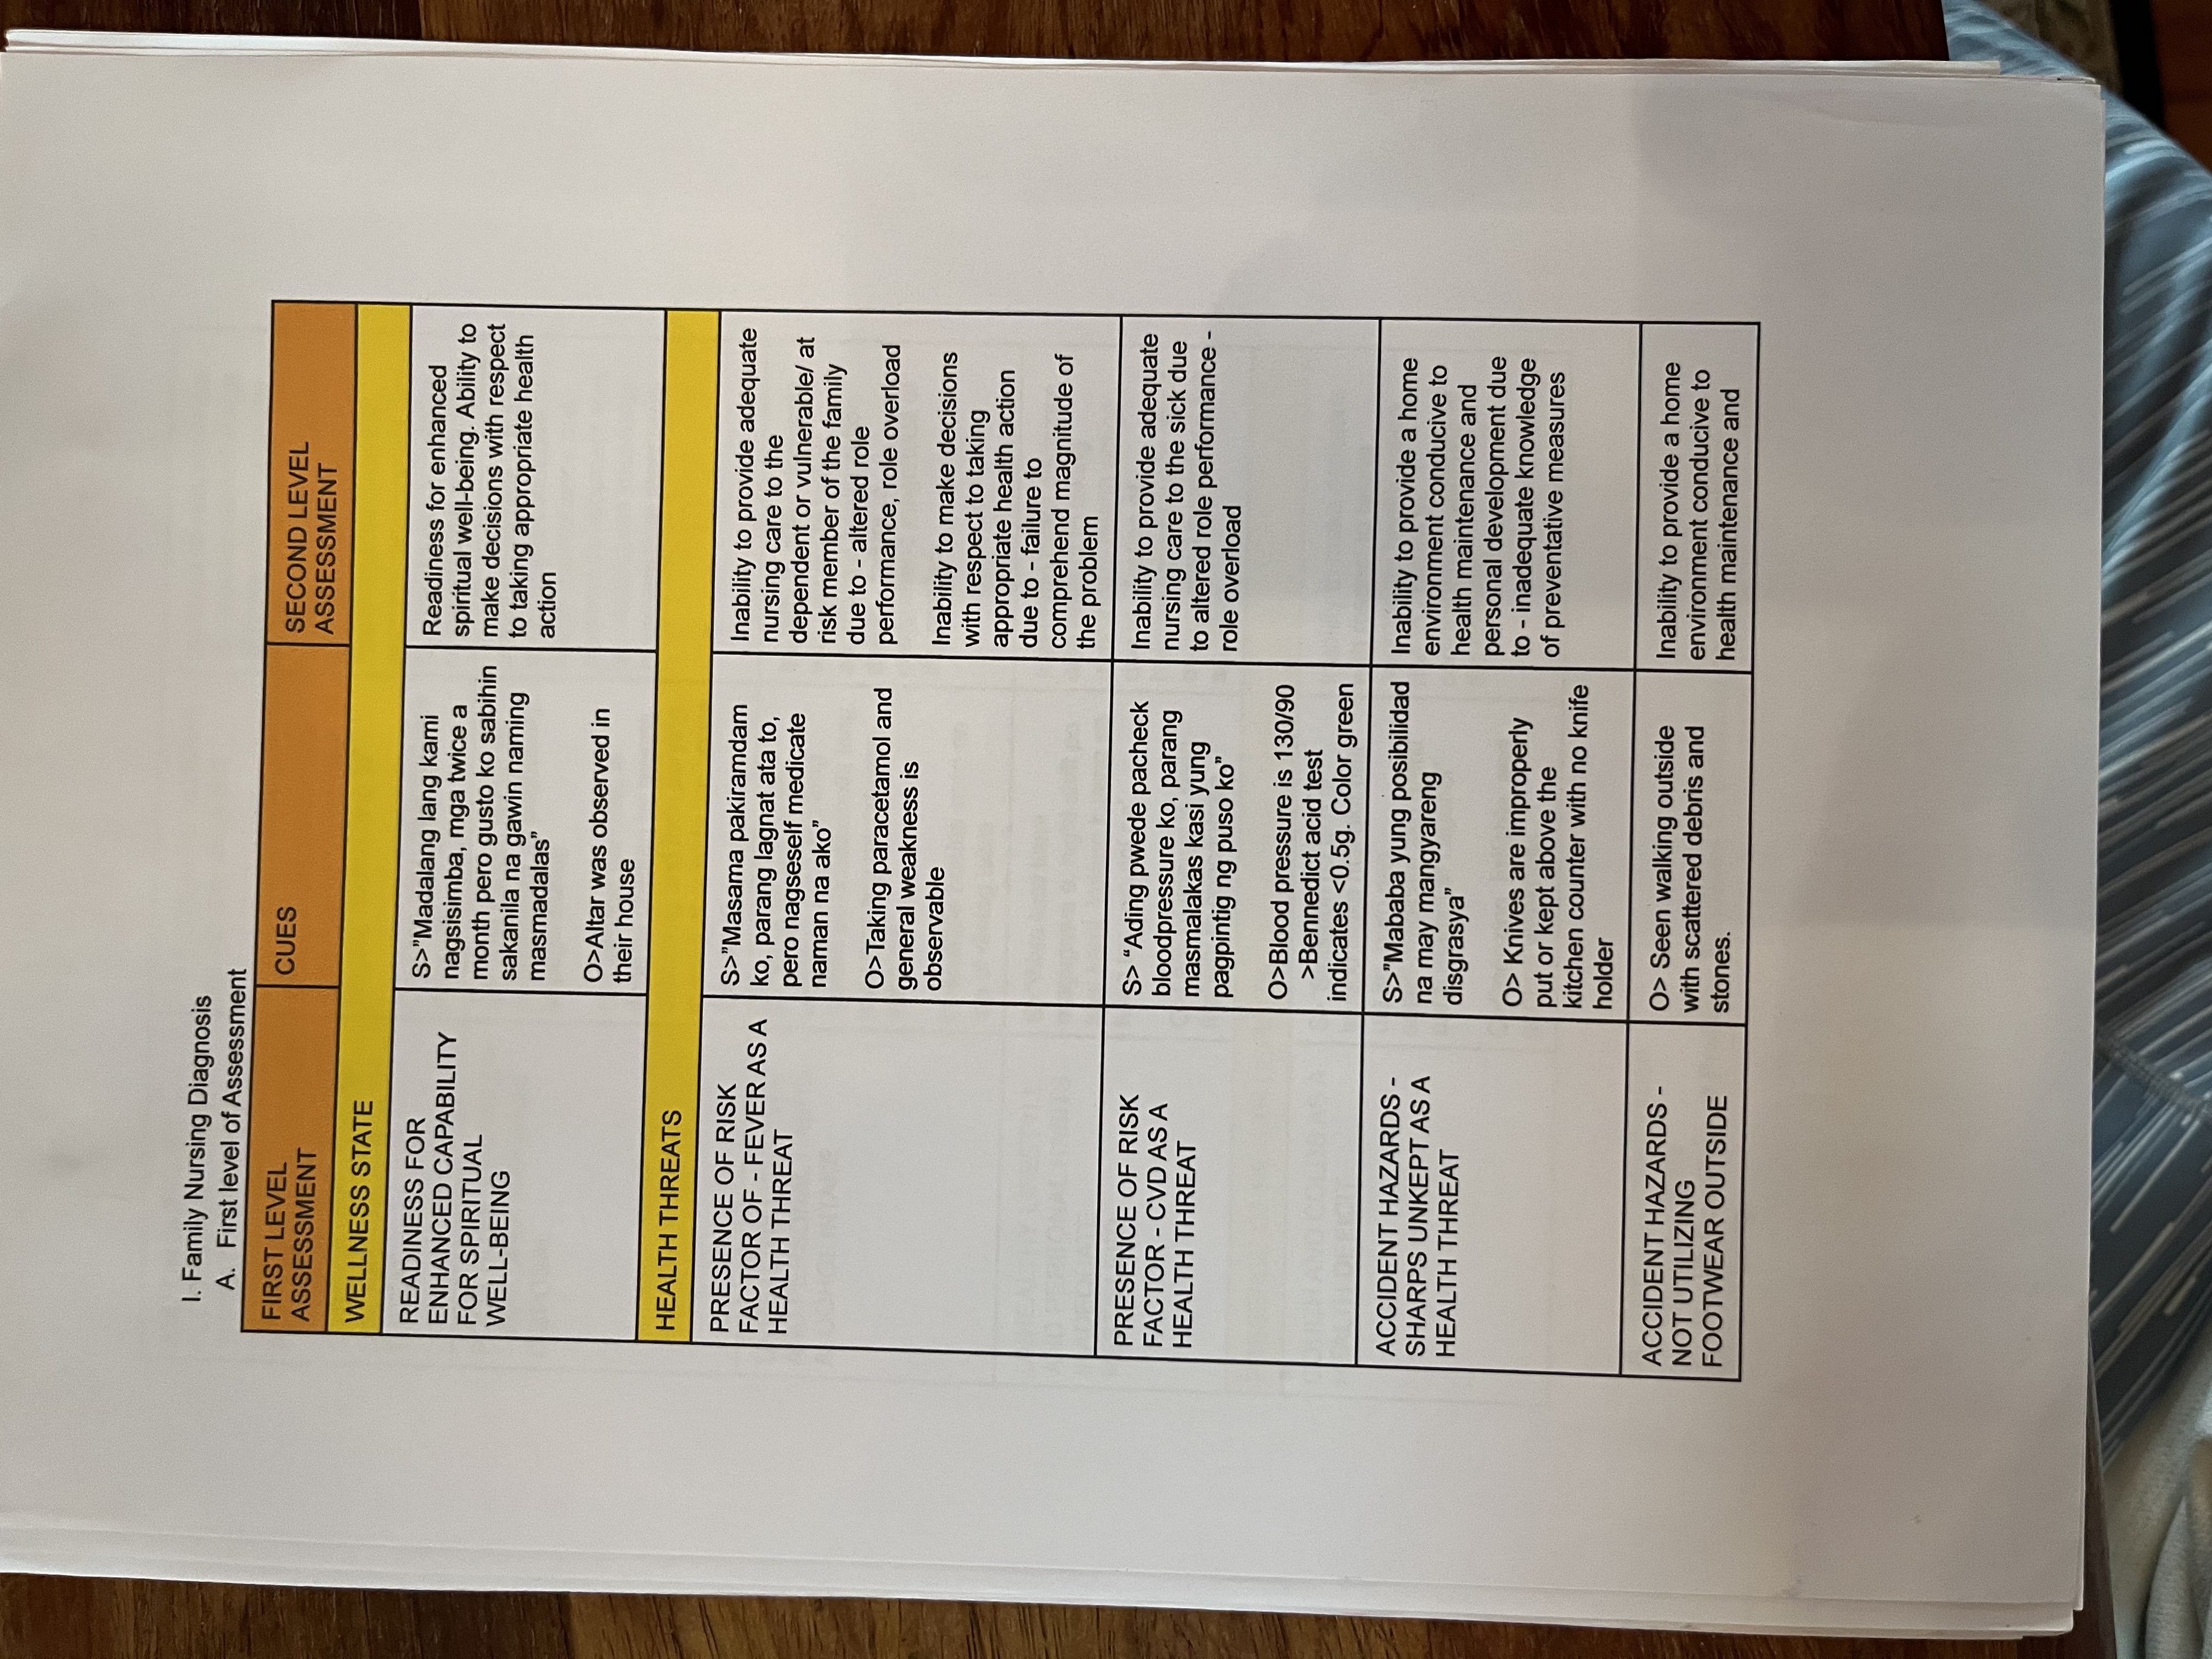 I. Family Nursing Diagnosis
A. First level of Assessment
FIRST LEVEL
ASSESSMENT
CUES
SECOND LEVEL
ASSESSMENT
WELLNESS STATE
READINESS FOR
ENHANCED CAPABILITY
FOR SPIRITUAL
WELL-BEING
S>"Madalang lang kami
nagsisimba, mga twice a
month pero gusto ko sabihin
sakanila na gawin naming
masmadalas"
O>Altar was observed in
their house
Readiness for enhanced
spiritual well-being. Ability to
make decisions with respect
to taking appropriate health
action
HEALTH THREATS
PRESENCE OF RISK
FACTOR OF - FEVER AS A
HEALTH THREAT
S>"Masama pakiramdam
ko, parang lagnat ata to,
pero nagseself medicate
naman na ako"
O>Taking paracetamol and
general weakness is
observable
Inability to provide adequate
nursing care to the
dependent or vulnerable/ at
risk member of the family
due to - altered role
performance, role overload
Inability to make decisions
with respect to taking
appropriate health action
due to - failure to
comprehend magnitude of
the problem
PRESENCE OF RISK
FACTOR - CVD AS A
HEALTH THREAT
S> “Ading pwede pacheck
bloodpressure ko, parang
masmalakas kasi yung
pagpintig ng puso ko”
O>Blood pressure is 130/90
>Bennedict acid test
indicates <0.5g. Color green
Inability to provide adequate
nursing care to the sick due
to altered role performance -
role overload
ACCIDENT HAZARDS -
SHARPS UNKEPT AS A
HEALTH THREAT
S>"Mababa yung posibilidad
na may mangyareng
disgrasya"
O> Knives are improperly
put or kept above the
kitchen counter with no knife
holder
Inability to provide a home
environment conducive to
health maintenance and
personal development due
to - inadequate knowledge
of preventative measures
ACCIDENT HAZARDS -
NOT UTILIZING
FOOTWEAR OUTSIDE
O> Seen walking outside
with scattered debris and
stones.
Inability to provide a home
environment conducive to
health maintenance and